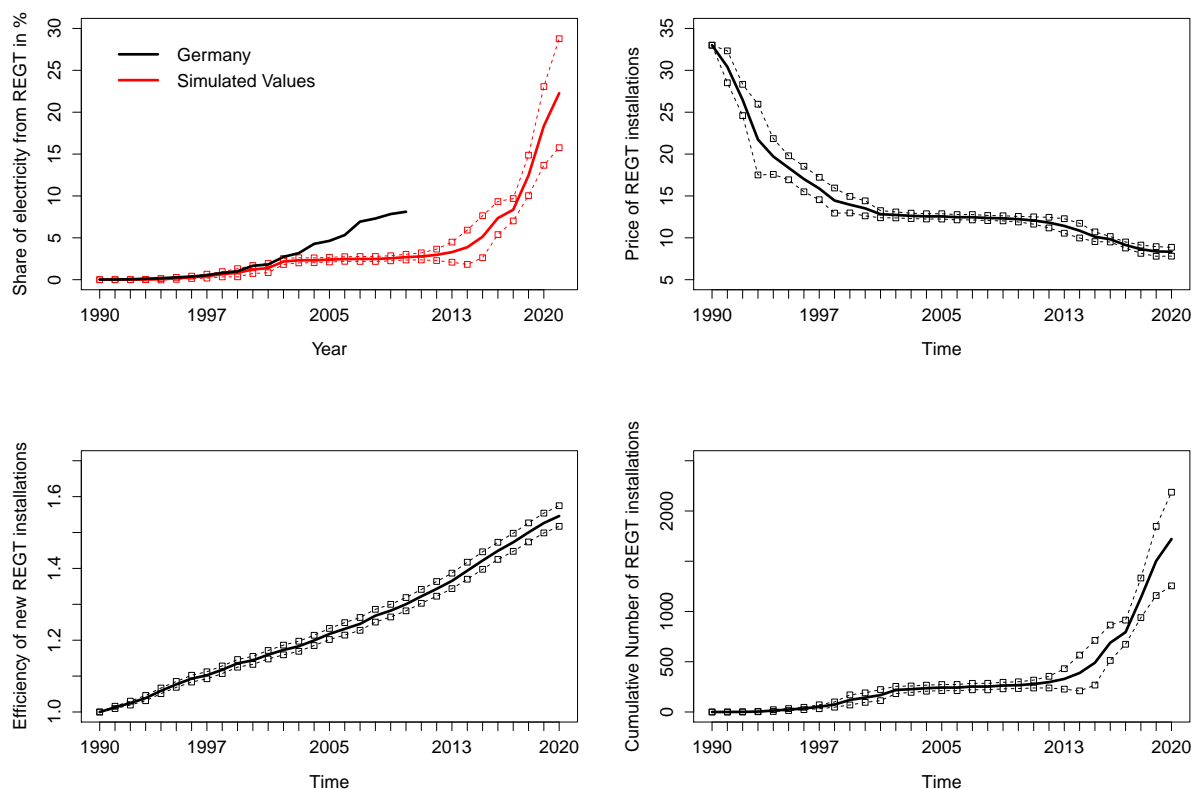 Share of electricity from REGT in %
30
25
20
15
10
5
0
Germany
Simulated Values
1990 1997 2005 2013 2020
Year
Price of REGT installations
35
30
25
20
15
10
5
1990 1997 2005 2013 2020
Time
Efficiency of new REGT installations
1.6
1.4
1.2
1.0
1990 1997 2005 2013 2020
Time
Cumulative Number of REGT installations
2000
1000
500
0
1990 1997 2005 2013 2020
Time